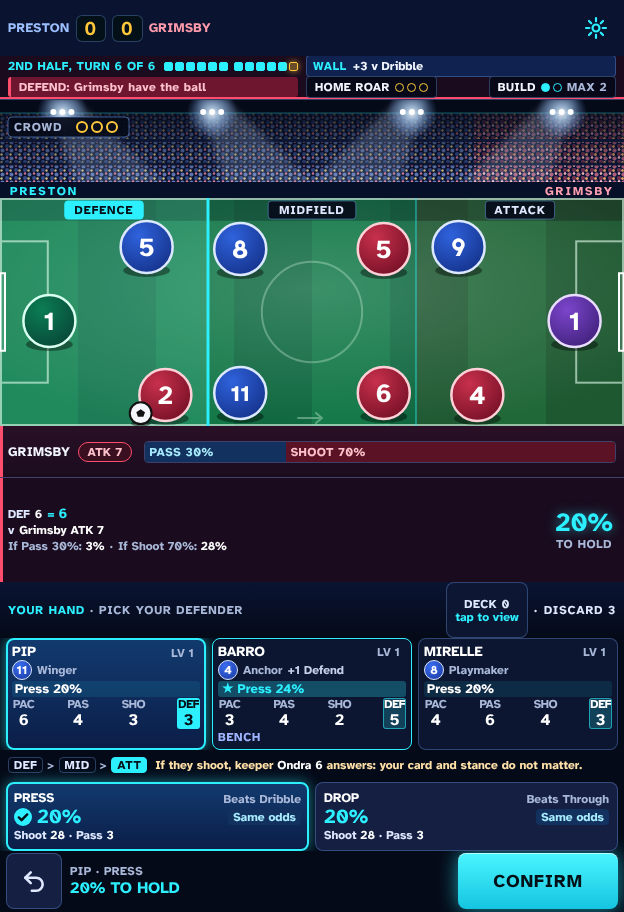 PRESTON 0 0 GRIMSBY
2ND HALF, TURN 6 OF 6
WALL +3 v Dribble
DEFEND: Grimsby have the ball
HOME ROAR
BUILD MAX 2
CROWD
PRESTON GRIMSBY
DEFENCE MIDFIELD ATTACK
5 8 5 9
1 1
2 11 6 4
GRIMSBY ATK 7 PASS 30% SHOOT 70%
DEF 6 = 6
v Grimsby ATK 7
If Pass 30%: 3% · If Shoot 70%: 28%
20%
TO HOLD
YOUR HAND · PICK YOUR DEFENDER
DECK 0
tap to view
· DISCARD 3
PIP LV 1
11 Winger
Press 20%
PAC PAS SHO DEF
6 4 3 3
BARRO LV 1
4 Anchor +1 Defend
★ Press 24%
PAC PAS SHO DEF
3 4 2 5
BENCH
MIRELLE LV 1
8 Playmaker
Press 20%
PAC PAS SHO DEF
4 6 4 3
DEF > MID > ATT If they shoot, keeper Ondra 6 answers: your card and stance do not matter.
PRESS Beats Dribble
20% Same odds
Shoot 28 · Pass 3
DROP Beats Through
20% Same odds
Shoot 28 · Pass 3
PIP · PRESS
20% TO HOLD
CONFIRM